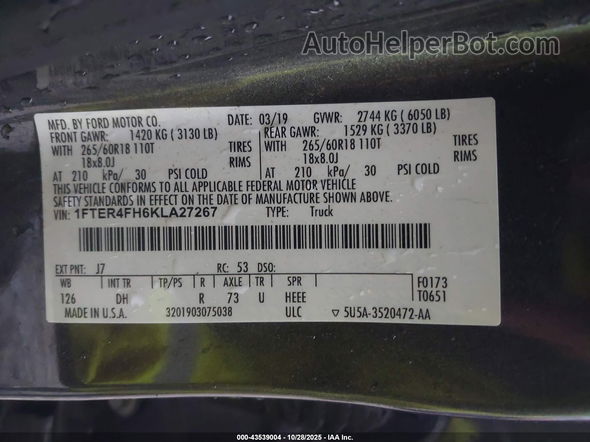 AutoHelperBot.com
MFD. BY FORD MOTOR CO. DATE: 03/19 GVWR: 2744 KG ( 6050 LB)
FRONT GAWR: 1420 KG ( 3130 LB) REAR GAWR: 1529 KG ( 3370 LB)
WITH 265/60R18 110T TIRES WITH 265/60R18 110T TIRES
18x8.0J RIMS 18x8.0J RIMS
AT 210 kPa/ 30 PSI COLD AT 210 kPa/ 30 PSI COLD
THIS VEHICLE CONFORMS TO ALL APPLICABLE FEDERAL MOTOR VEHICLE
SAFETY STANDARDS IN EFFECT ON THE DATE OF MANUFACTURE SHOWN ABOVE.
VIN: 1FTER4FH6KLA27267 TYPE: Truck
EXT PNT: J7 RC: 53 DSO:
WB INT TR TP/PS R AXLE TR SPR F0173
126 DH R 73 U HEEE T0651
MADE IN U.S.A. 3201903075038 ULC ▽ 5U5A-3520472-AA
000-43539004 - 10/28/2025 - IAA Inc.